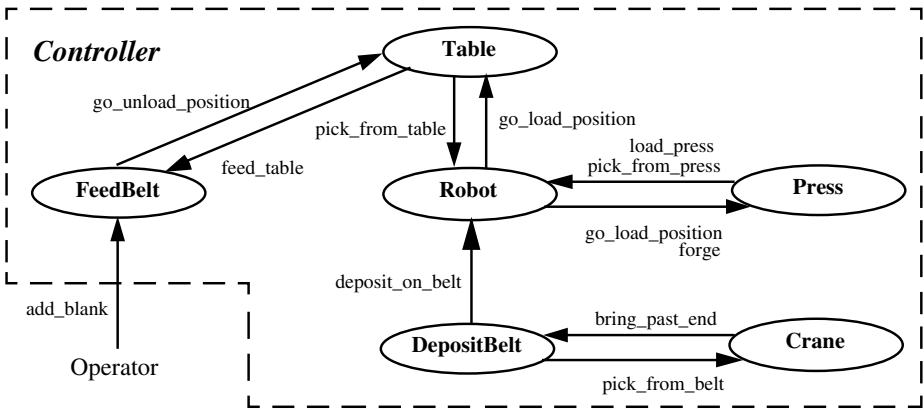 Controller
Table
go_unload_position
pick_from_table
go_load_position
feed_table
load_press
pick_from_press
FeedBelt
Robot
Press
go_load_position
forge
deposit_on_belt
add_blank
bring_past_end
DepositBelt
Crane
Operator
pick_from_belt